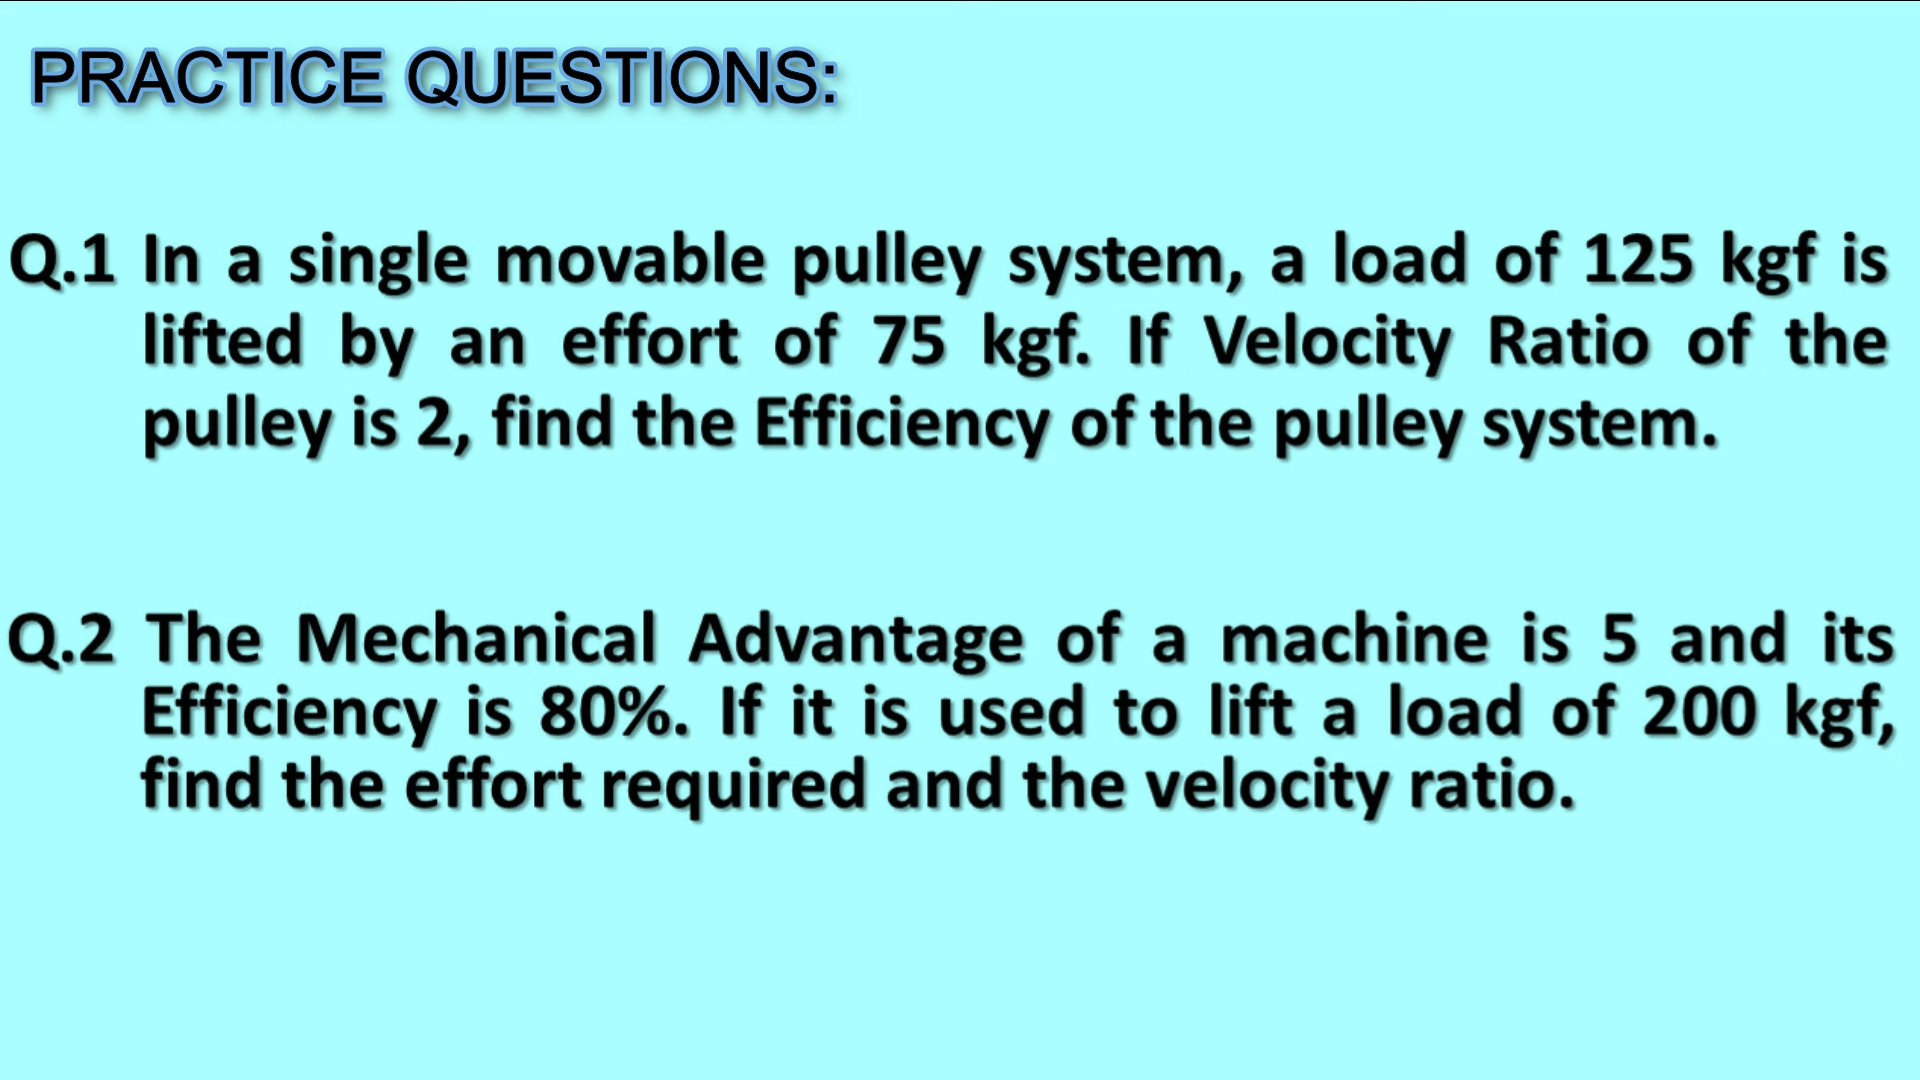 PRACTICE QUESTIONS:
Q.1 In a single movable pulley system, a load of 125 kgf is
lifted by an effort of 75 kgf. If Velocity Ratio of the
pulley is 2, find the Efficiency of the pulley system.
Q.2 The Mechanical Advantage of a machine is 5 and its
Efficiency is 80%. If it is used to lift a load of 200 kgf,
find the effort required and the velocity ratio.